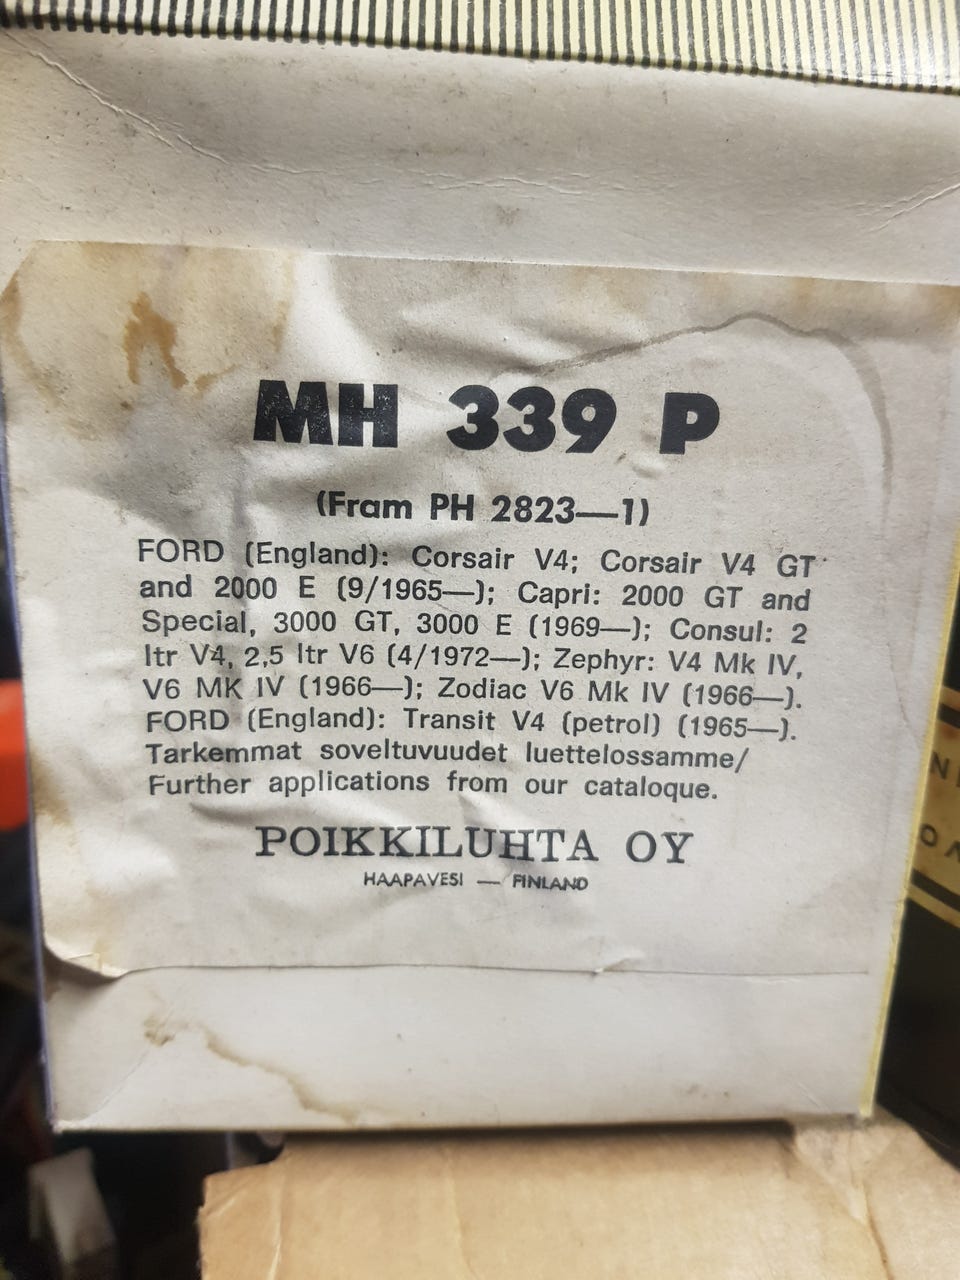 MH 339 P
(Fram PH 2823—1)
FORD (England): Corsair V4; Corsair V4 GT
and 2000 E (9/1965—); Capri: 2000 GT and
Special, 3000 GT, 3000 E (1969—); Consul: 2
ltr V4, 2,5 ltr V6 (4/1972—); Zephyr: V4 Mk IV,
V6 MK IV (1966—); Zodiac V6 Mk IV (1966—).
FORD (England): Transit V4 (petrol) (1965—).
Tarkemmat soveltuvuudet luettelossamme/
Further applications from our cataloque.
POIKKILUHTA OY
HAAPAVESI — FINLAND